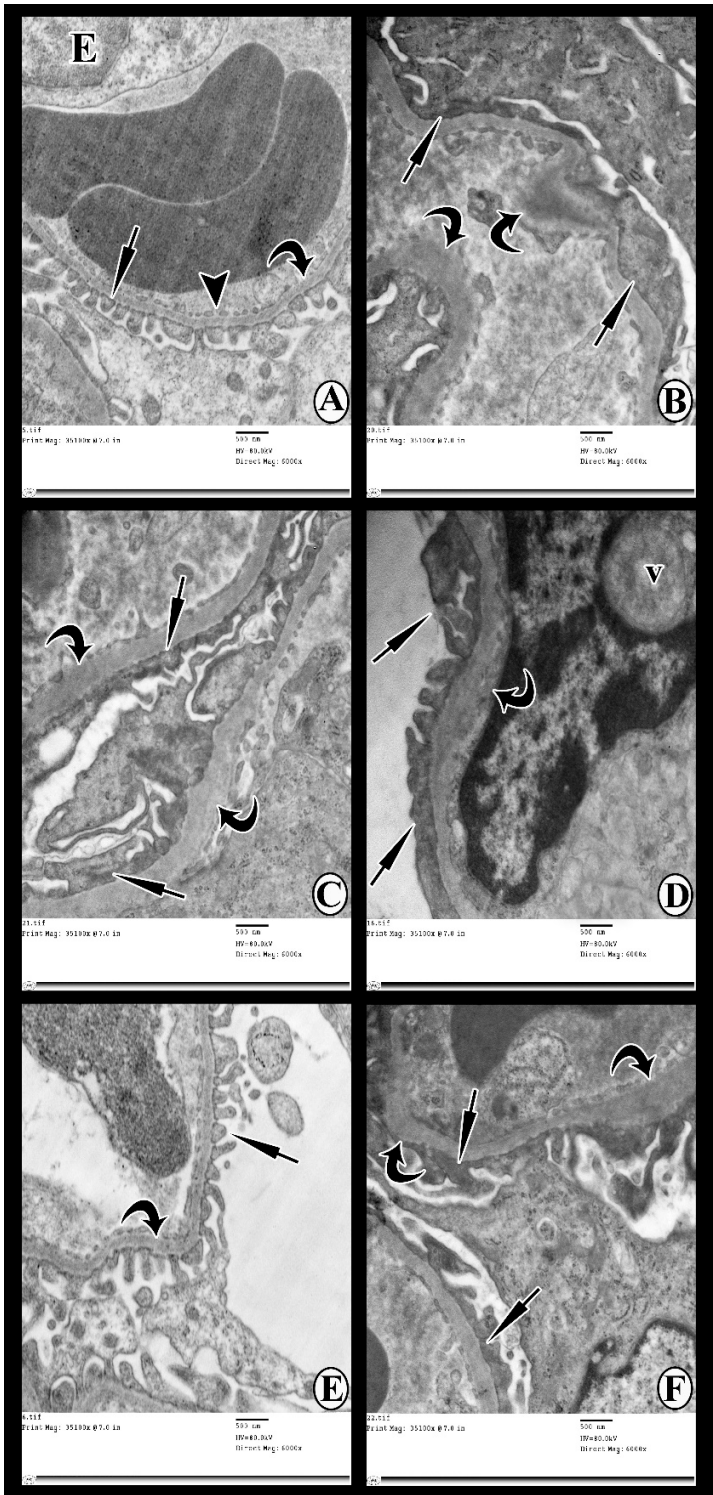 E
A
5.tif
Print Mag: 35100x @7.0 in
500 nm
HV=80.0kV
Direct Mag: 6000x
B
20.tif
Print Mag: 35100x @7.0 in
500 nm
HV=80.0kV
Direct Mag: 6000x
C
21.tif
Print Mag: 35100x @7.0 in
500 nm
HV=80.0kV
Direct Mag: 6000x
v
D
16.tif
Print Mag: 35100x @7.0 in
500 nm
HV=80.0kV
Direct Mag: 6000x
E
6.tif
Print Mag: 35100x @7.0 in
500 nm
HV=80.0kV
Direct Mag: 6000x
F
22.tif
Print Mag: 35100x @7.0 in
500 nm
HV=80.0kV
Direct Mag: 6000x